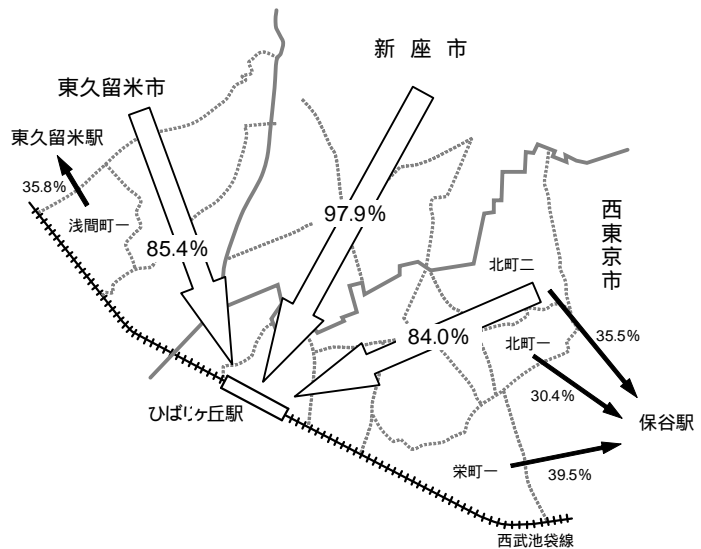 新座市
東久留米市
東久留米駅
35.8%
浅間町一
85.4%
97.9%
西東京市
北町二
84.0%
35.5%
北町一
30.4%
保谷駅
ひばりヶ丘駅
栄町一
39.5%
西武池袋線